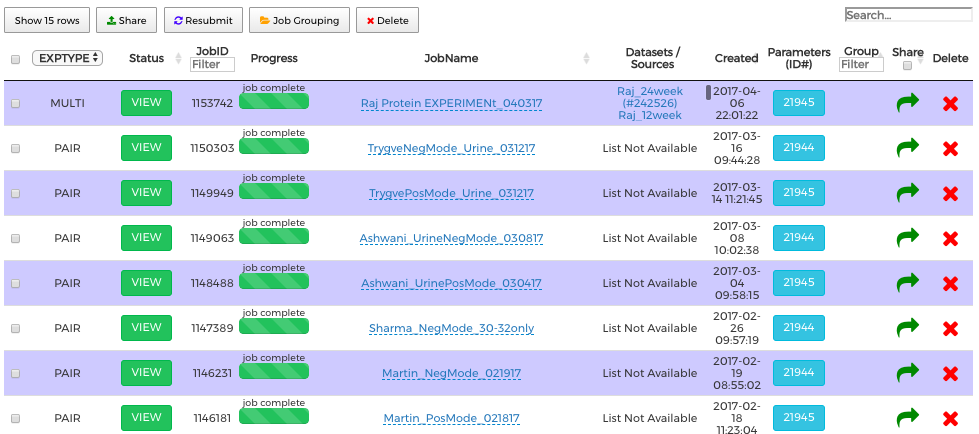 Show 15 rows Share Resubmit Job Grouping Delete Search...
EXPTYPE Status JobID Filter Progress JobName Datasets / Sources Created Parameters (ID#) Group Filter Share Delete
MULTI VIEW 1153742 job complete Raj Protein EXPERIMENt_040317 Raj_24week (#242526) Raj_12week 2017-04-06 22:01:22 21945
PAIR VIEW 1150303 job complete TrygveNegMode_Urine_031217 List Not Available 2017-03-16 09:44:28 21944
PAIR VIEW 1149949 job complete TrygvePosMode_Urine_031217 List Not Available 2017-03-14 11:21:45 21945
PAIR VIEW 1149063 job complete Ashwani_UrineNegMode_030817 List Not Available 2017-03-08 10:02:38 21944
PAIR VIEW 1148488 job complete Ashwani_UrinePosMode_030417 List Not Available 2017-03-04 09:58:15 21945
PAIR VIEW 1147389 job complete Sharma_NegMode_30-32only List Not Available 2017-02-26 09:57:19 21944
PAIR VIEW 1146231 job complete Martin_NegMode_021917 List Not Available 2017-02-19 08:55:02 21944
PAIR VIEW 1146181 job complete Martin_PosMode_021817 List Not Available 2017-02-18 11:23:04 21945